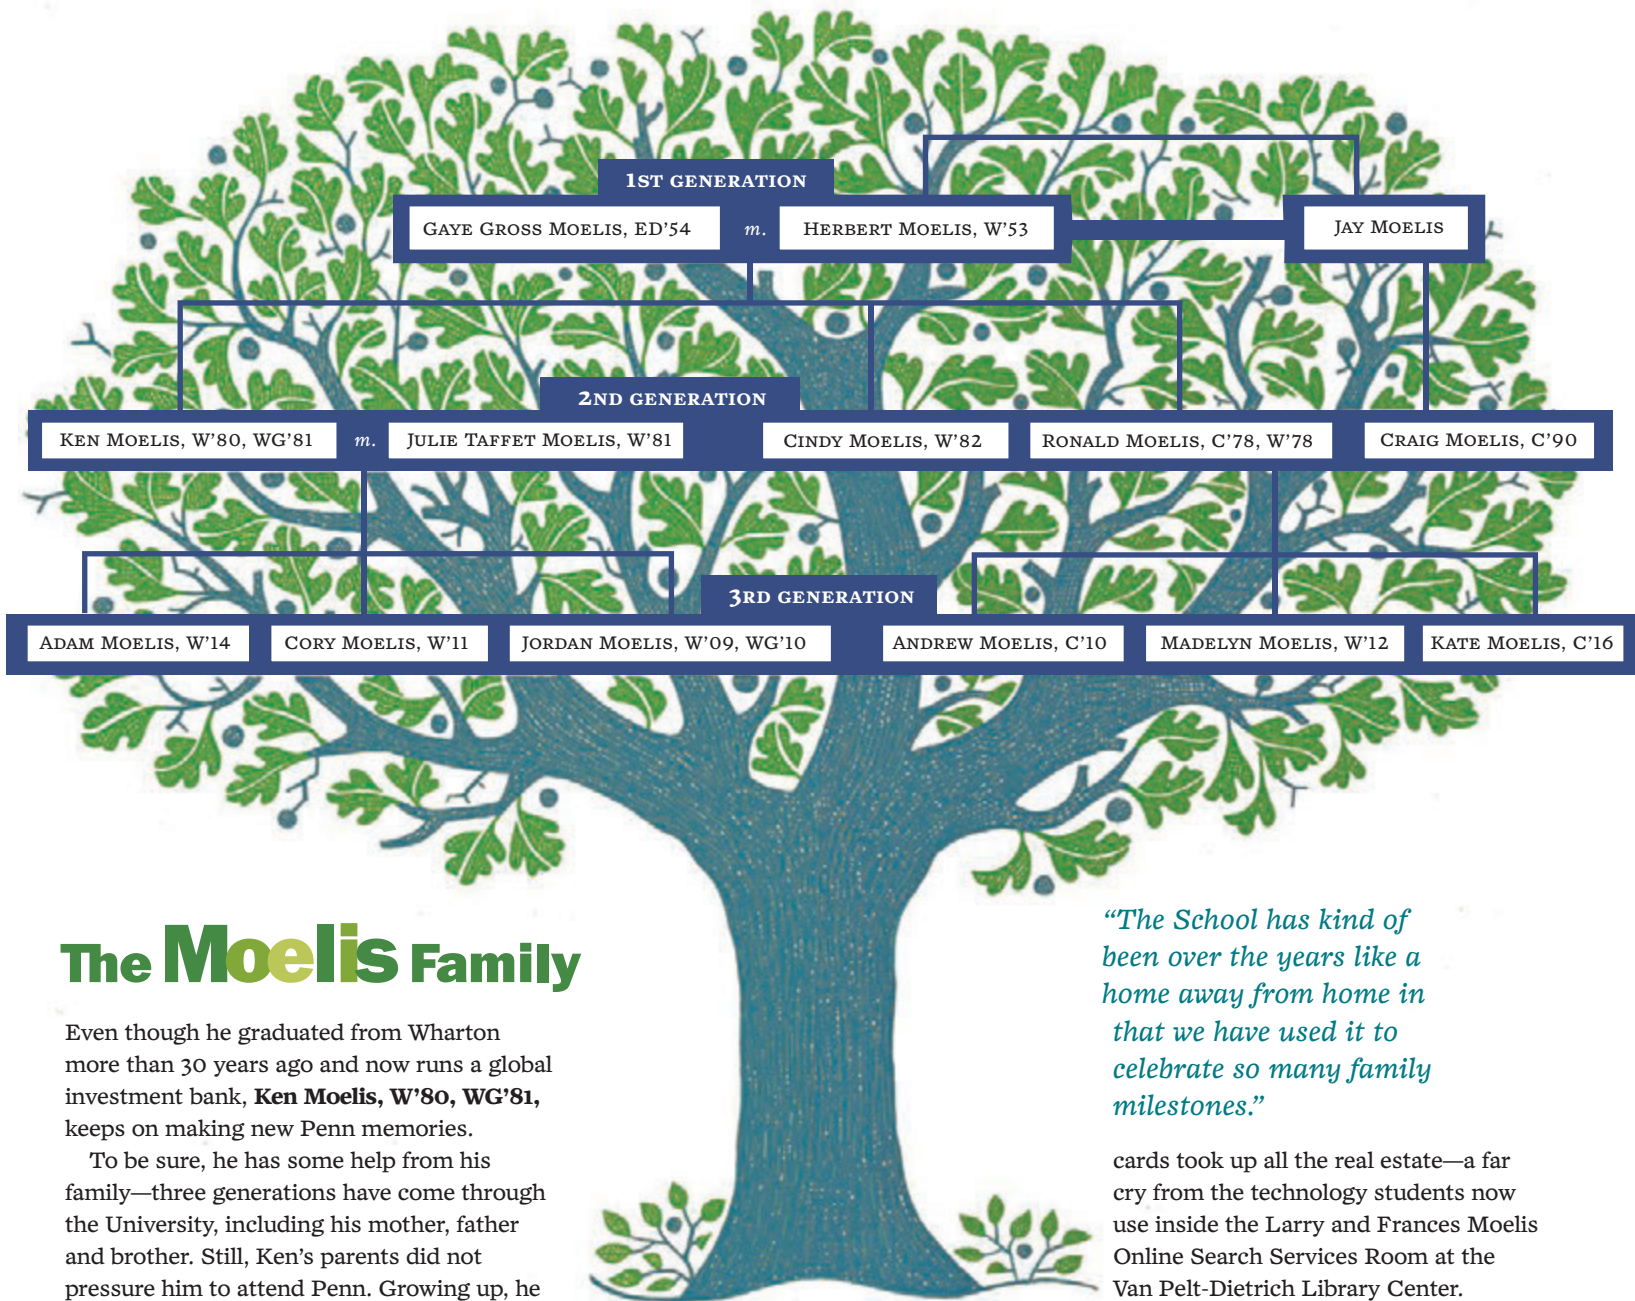 1ST GENERATION
GAYE GROSS MOELIS, ED’54 m. HERBERT MOELIS, W’53 JAY MOELIS
2ND GENERATION
KEN MOELIS, W’80, WG’81 m. JULIE TAFFET MOELIS, W’81 CINDY MOELIS, W’82 RONALD MOELIS, C’78, W’78 CRAIG MOELIS, C’90
3RD GENERATION
ADAM MOELIS, W’14 CORY MOELIS, W’11 JORDAN MOELIS, W’09, WG’10 ANDREW MOELIS, C’10 MADELYN MOELIS, W’12 KATE MOELIS, C’16
The Moelis Family
Even though he graduated from Wharton
more than 30 years ago and now runs a global
investment bank, Ken Moelis, W’80, WG’81,
keeps on making new Penn memories.
To be sure, he has some help from his
family—three generations have come through
the University, including his mother, father
and brother. Still, Ken’s parents did not
pressure him to attend Penn. Growing up, he
“The School has kind of
been over the years like a
home away from home in
that we have used it to
celebrate so many family
milestones.”
cards took up all the real estate—a far
cry from the technology students now
use inside the Larry and Frances Moelis
Online Search Services Room at the
Van Pelt-Dietrich Library Center.